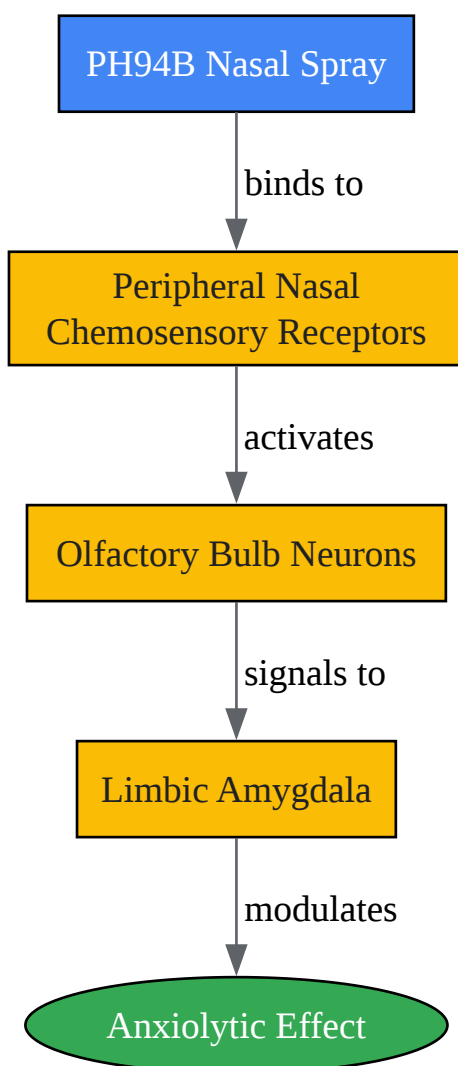 PH94B Nasal Spray
binds to
Peripheral Nasal
Chemosensory Receptors
activates
Olfactory Bulb Neurons
signals to
Limbic Amygdala
modulates
Anxiolytic Effect